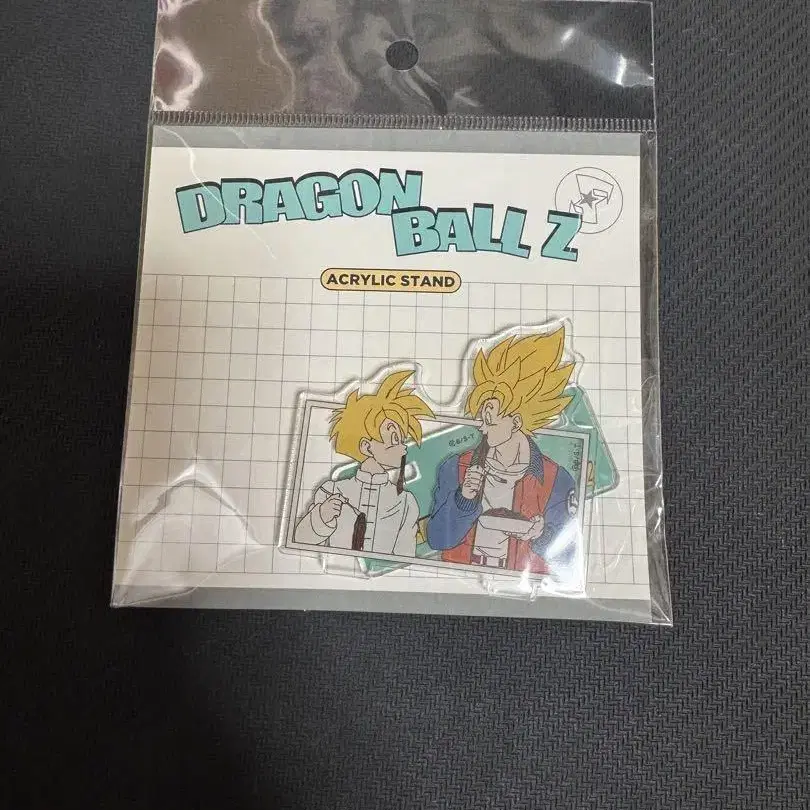 DRAGON
BALL Z
ACRYLIC STAND
©B/S・T